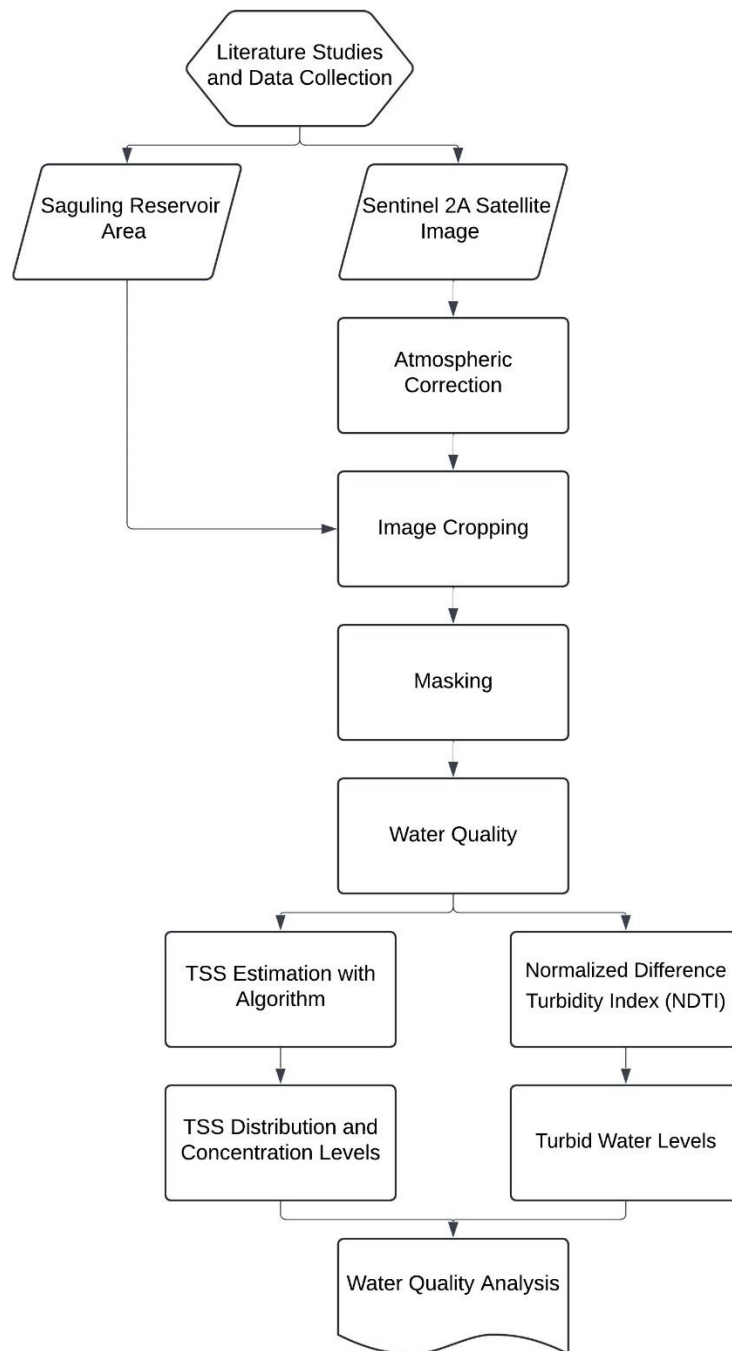 Literature Studies
and Data Collection
Saguling Reservoir
Area
Sentinel 2A Satellite
Image
Atmospheric
Correction
Image Cropping
Masking
Water Quality
TSS Estimation with
Algorithm
Normalized Difference
Turbidity Index (NDTI)
TSS Distribution and
Concentration Levels
Turbid Water Levels
Water Quality Analysis